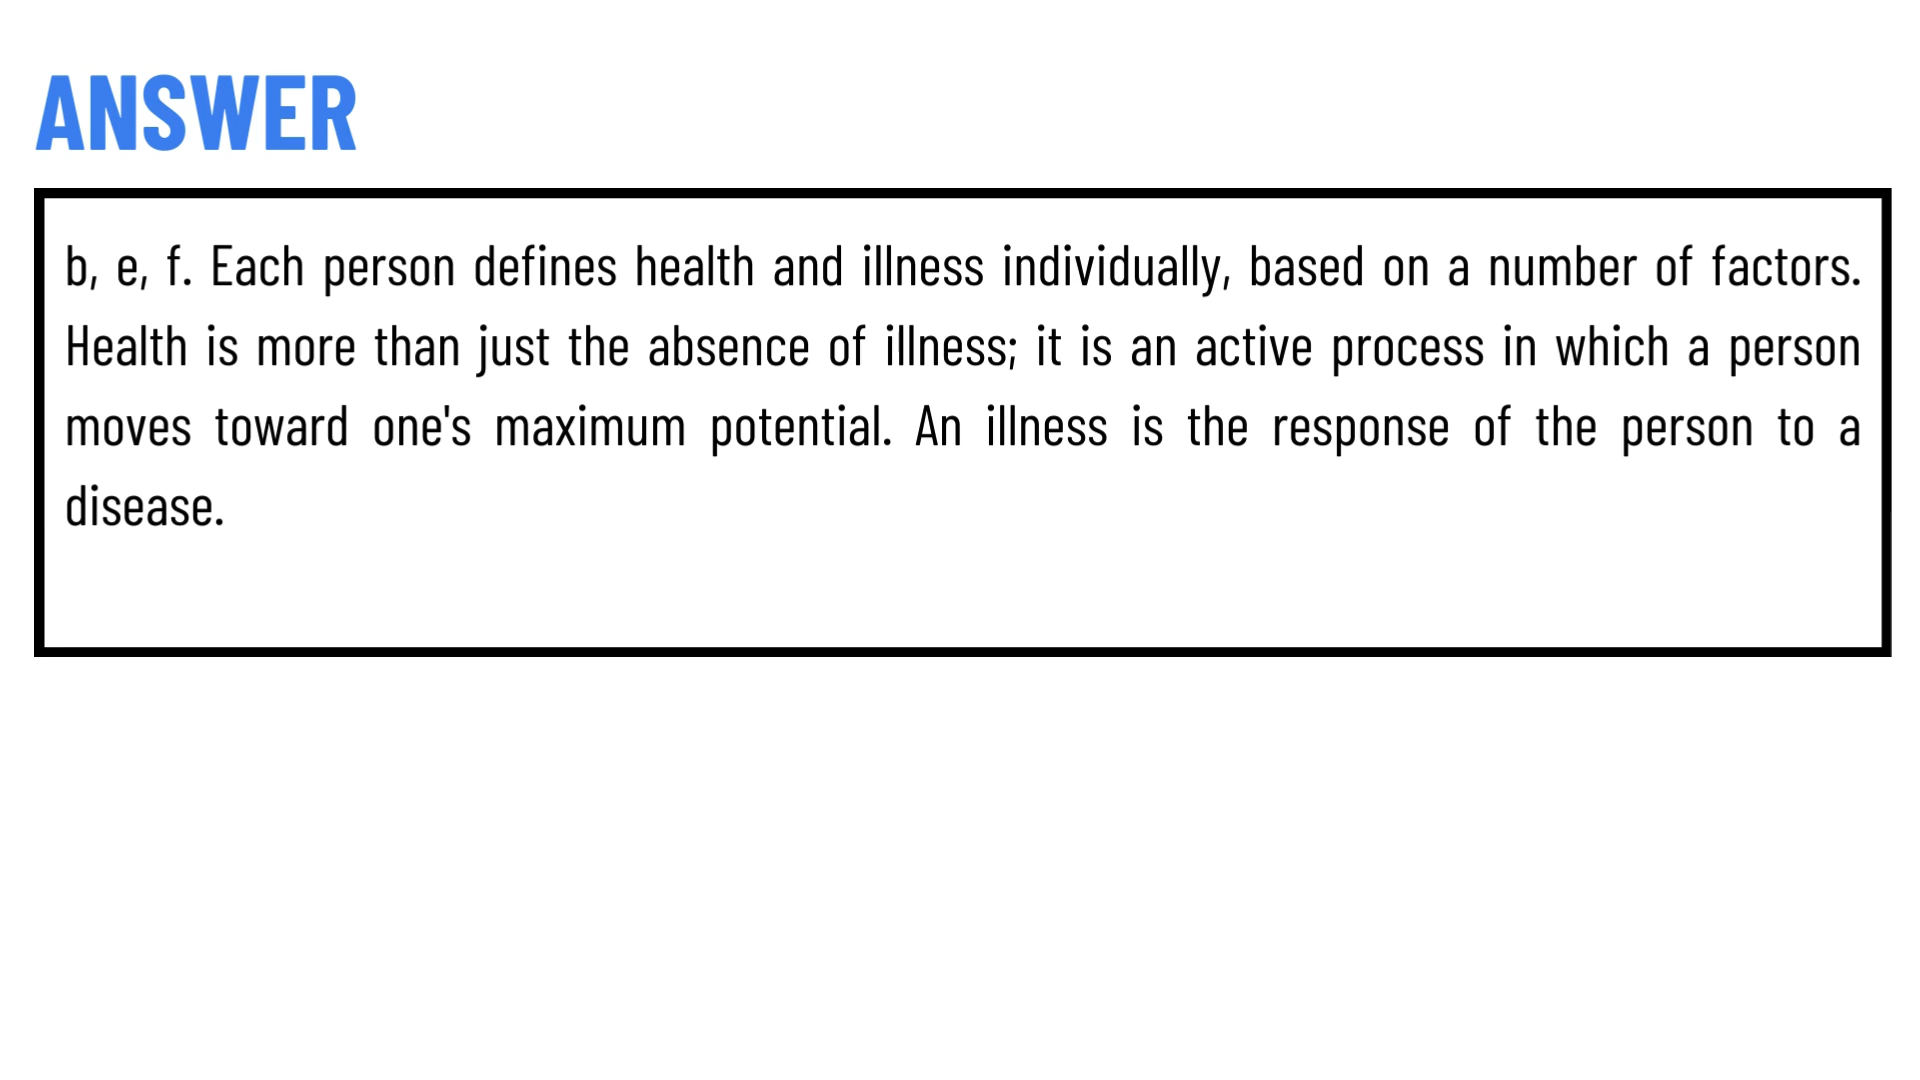 ANSWER
b, e, f. Each person defines health and illness individually, based on a number of factors.
Health is more than just the absence of illness; it is an active process in which a person
moves toward one's maximum potential. An illness is the response of the person to a
disease.